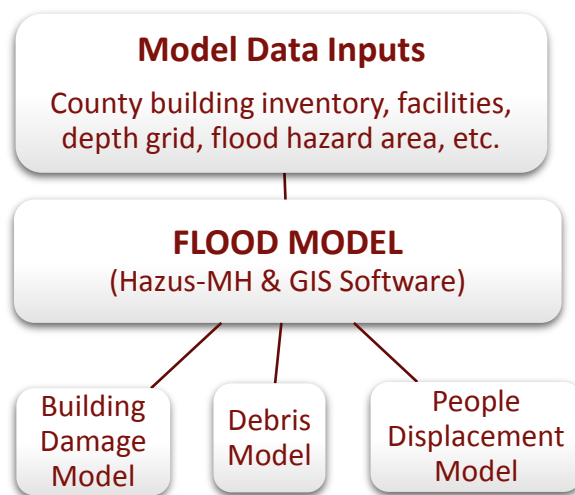 Model Data Inputs
County building inventory, facilities,
depth grid, flood hazard area, etc.
FLOOD MODEL
(Hazus-MH & GIS Software)
Building
Damage
Model
Debris
Model
People
Displacement
Model